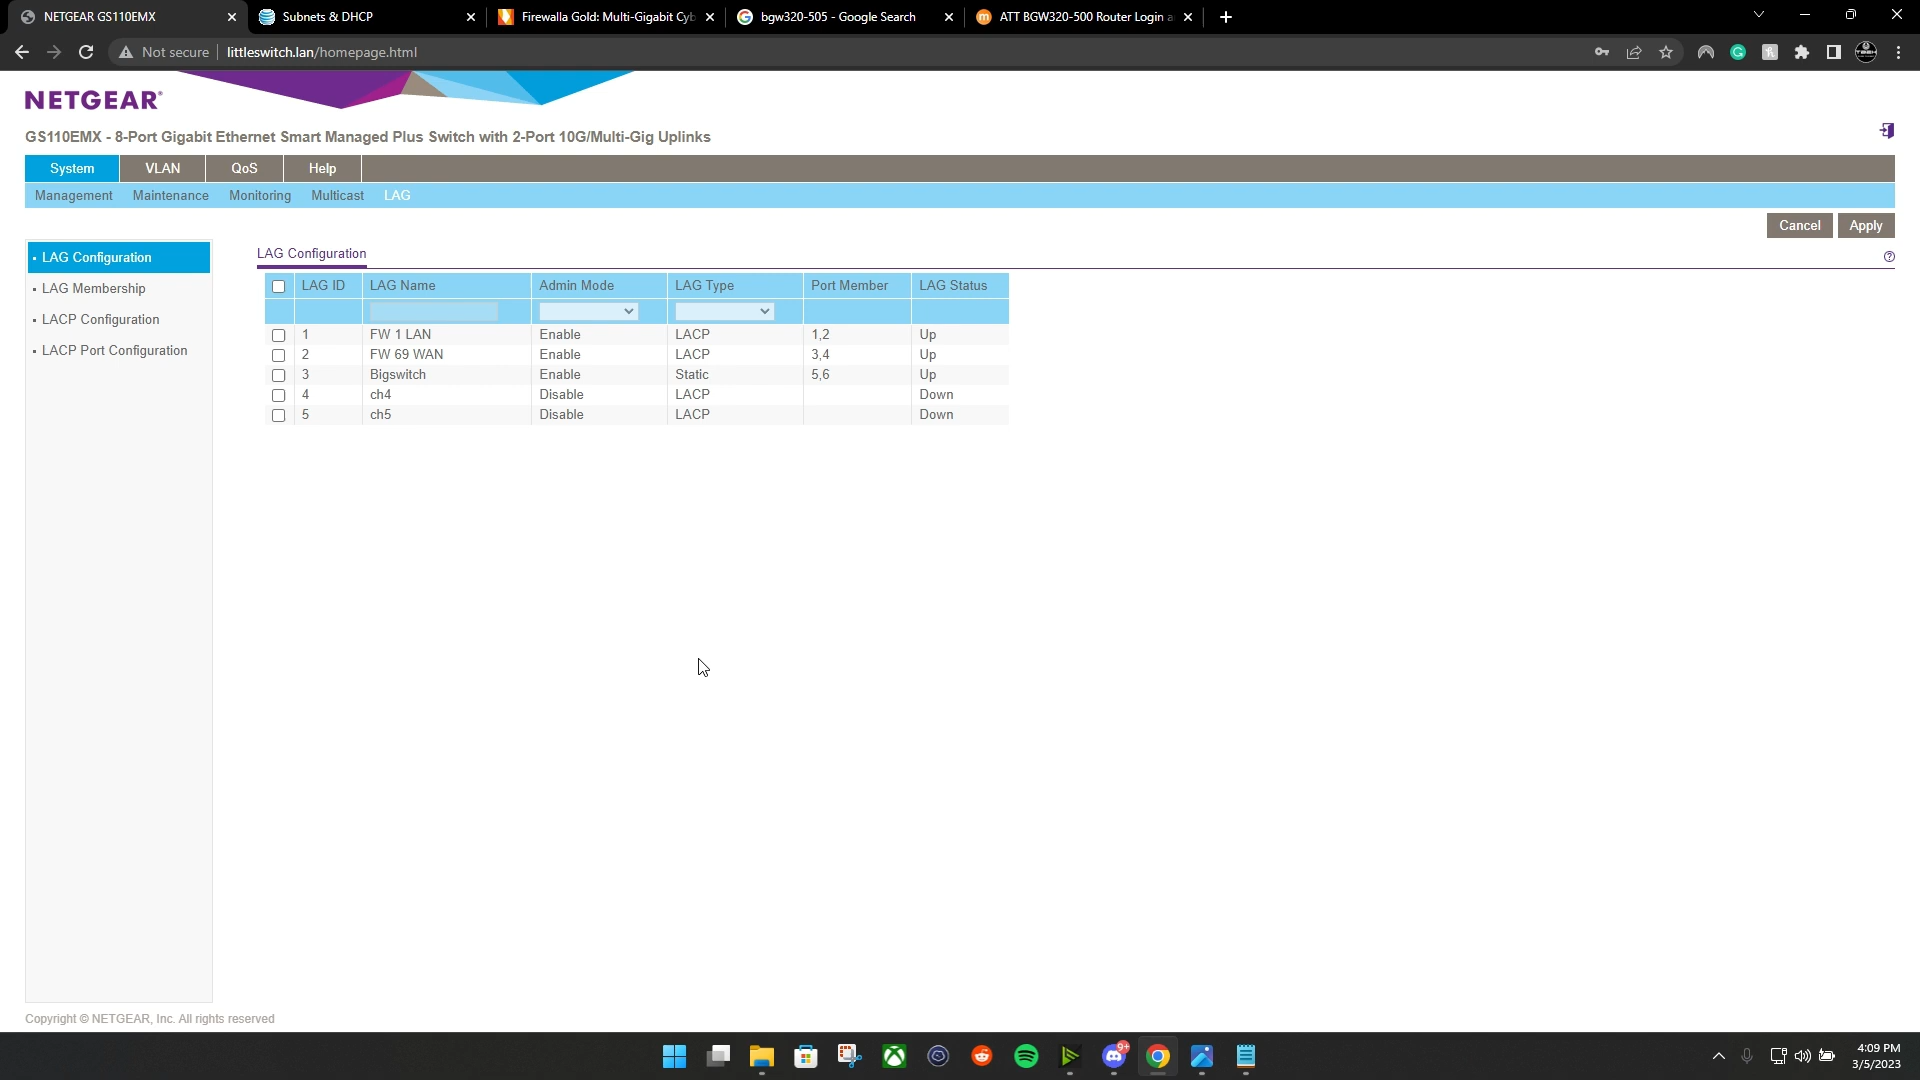 NETGEAR GS110EMX
Subnets & DHCP
Firewalla Gold: Multi-Gigabit Cyb
bgw320-505 - Google Search
ATT BGW320-500 Router Login a
Not secure
littleswitch.lan/homepage.html
NETGEAR®
GS110EMX - 8-Port Gigabit Ethernet Smart Managed Plus Switch with 2-Port 10G/Multi-Gig Uplinks
System VLAN QoS Help
Management Maintenance Monitoring Multicast LAG
Cancel Apply
LAG Configuration
LAG Membership
LACP Configuration
LACP Port Configuration
LAG Configuration
LAG ID LAG Name Admin Mode LAG Type Port Member LAG Status
1 FW 1 LAN Enable LACP 1,2 Up
2 FW 69 WAN Enable LACP 3,4 Up
3 Bigswitch Enable Static 5,6 Up
4 ch4 Disable LACP Down
5 ch5 Disable LACP Down
Copyright © NETGEAR, Inc. All rights reserved
9+
4:09 PM
3/5/2023